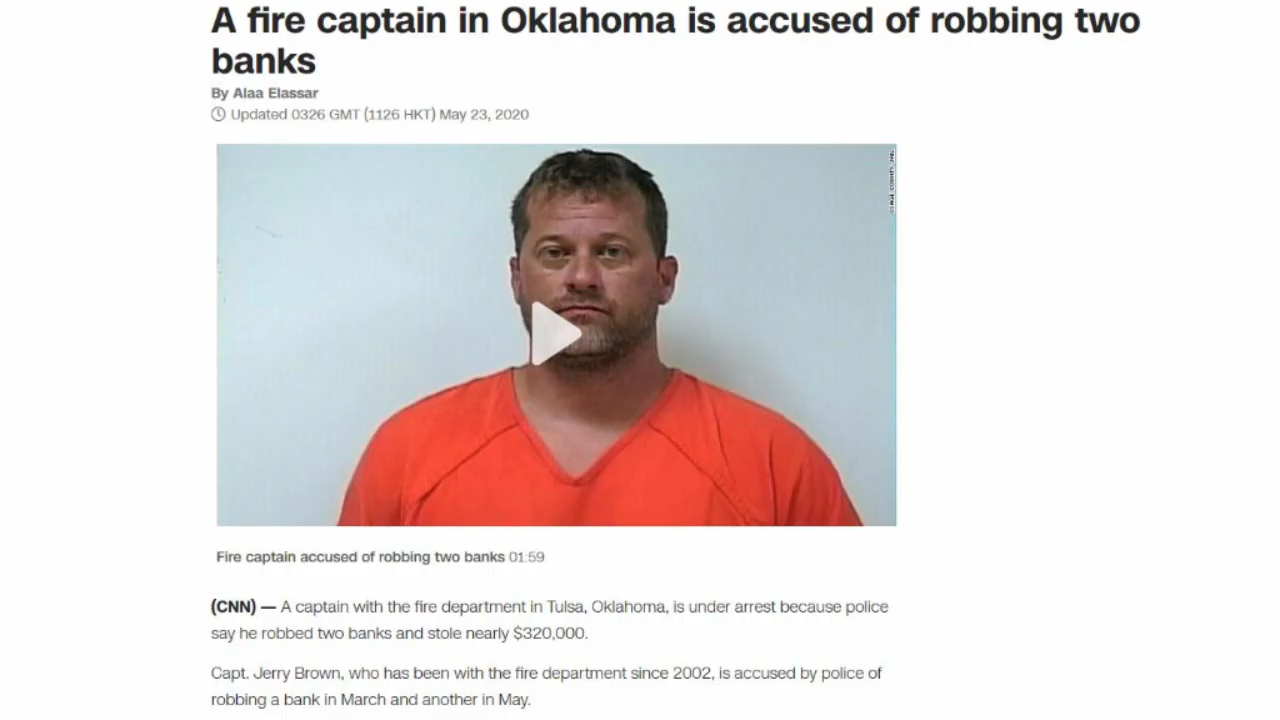 A fire captain in Oklahoma is accused of robbing two
banks
By Alaa Elassar
Updated 0326 GMT (1126 HKT) May 23, 2020
Fire captain accused of robbing two banks 01:59
(CNN) — A captain with the fire department in Tulsa, Oklahoma, is under arrest because police
say he robbed two banks and stole nearly $320,000.
Capt. Jerry Brown, who has been with the fire department since 2002, is accused by police of
robbing a bank in March and another in May.